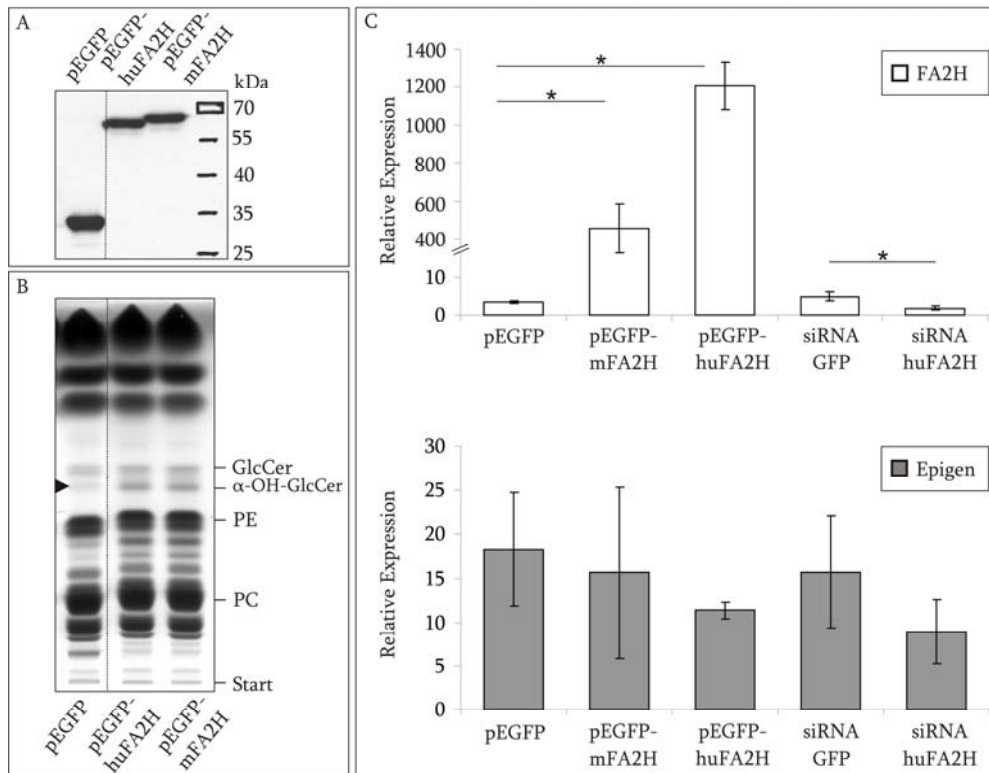 A
pEGFP
pEGFP-
huFA2H
pEGFP-
mFA2H
kDa
70
55
40
35
25
B
GlcCer
α-OH-GlcCer
PE
PC
Start
pEGFP
pEGFP-
huFA2H
pEGFP-
mFA2H
C
Relative Expression
1400
1200
1000
800
600
400
10
0
*
*
*
FA2H
pEGFP
pEGFP-
mFA2H
pEGFP-
huFA2H
siRNA
GFP
siRNA
huFA2H
Relative Expression
30
25
20
15
10
5
0
Epigen
pEGFP
pEGFP-
mFA2H
pEGFP-
huFA2H
siRNA
GFP
siRNA
huFA2H